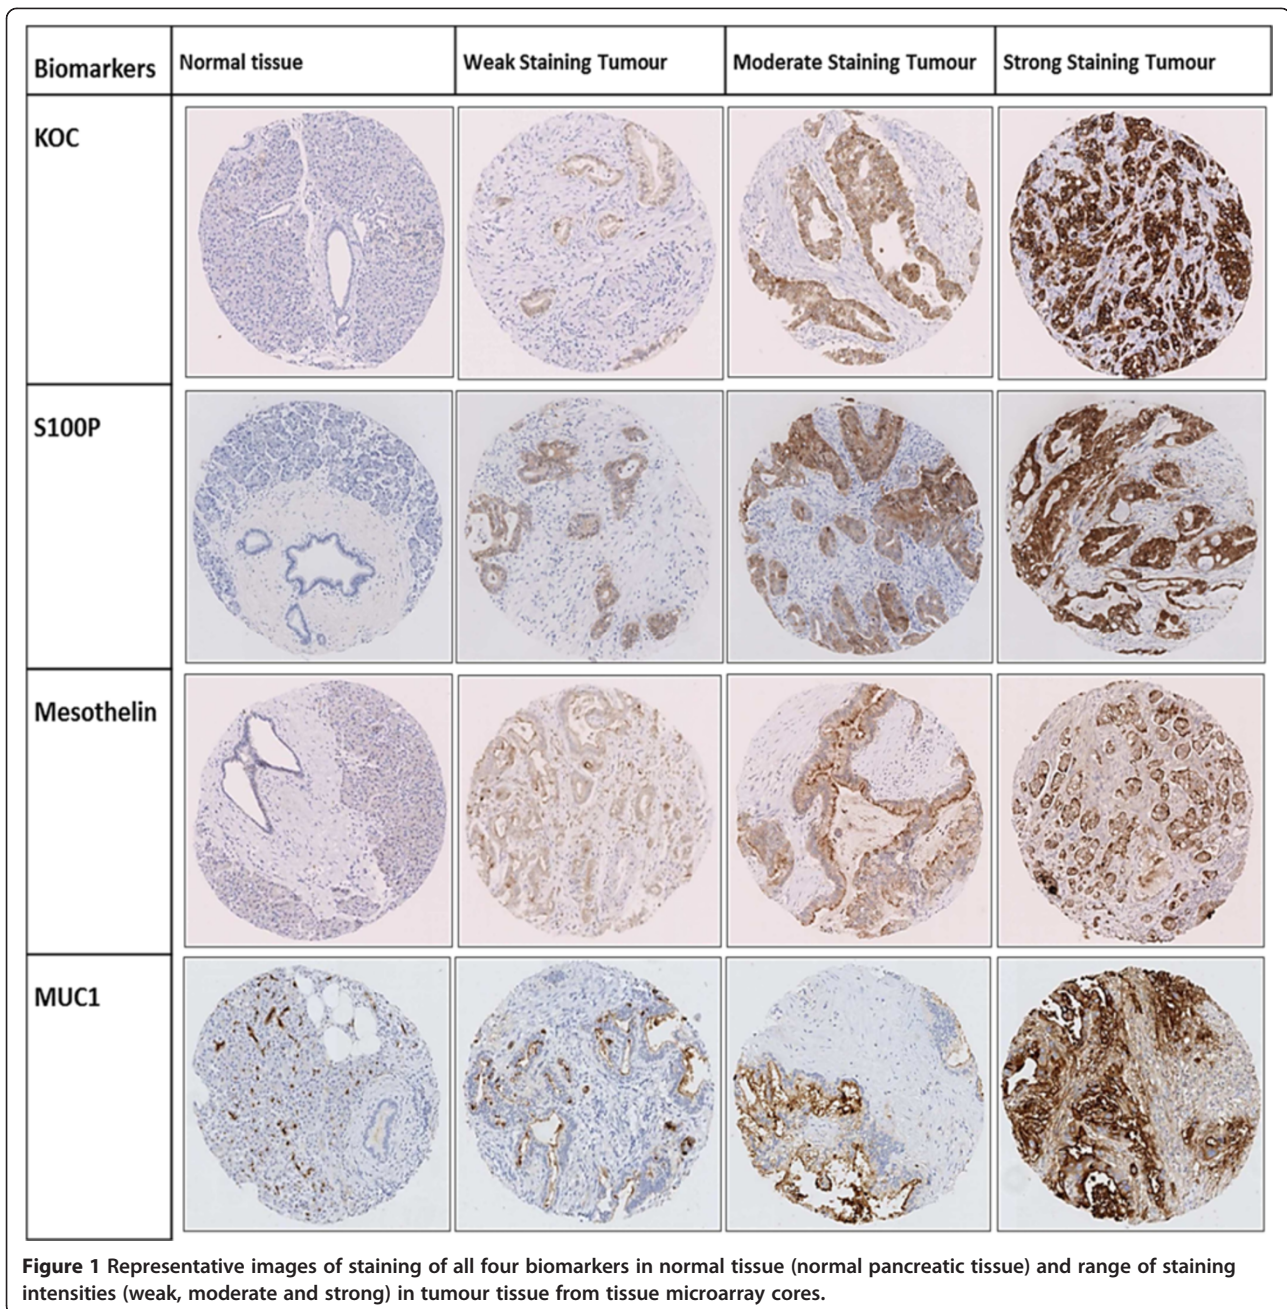 Biomarkers
Normal tissue
Weak Staining Tumour
Moderate Staining Tumour
Strong Staining Tumour
KOC
S100P
Mesothelin
MUC1
Figure 1 Representative images of staining of all four biomarkers in normal tissue (normal pancreatic tissue) and range of staining
intensities (weak, moderate and strong) in tumour tissue from tissue microarray cores.